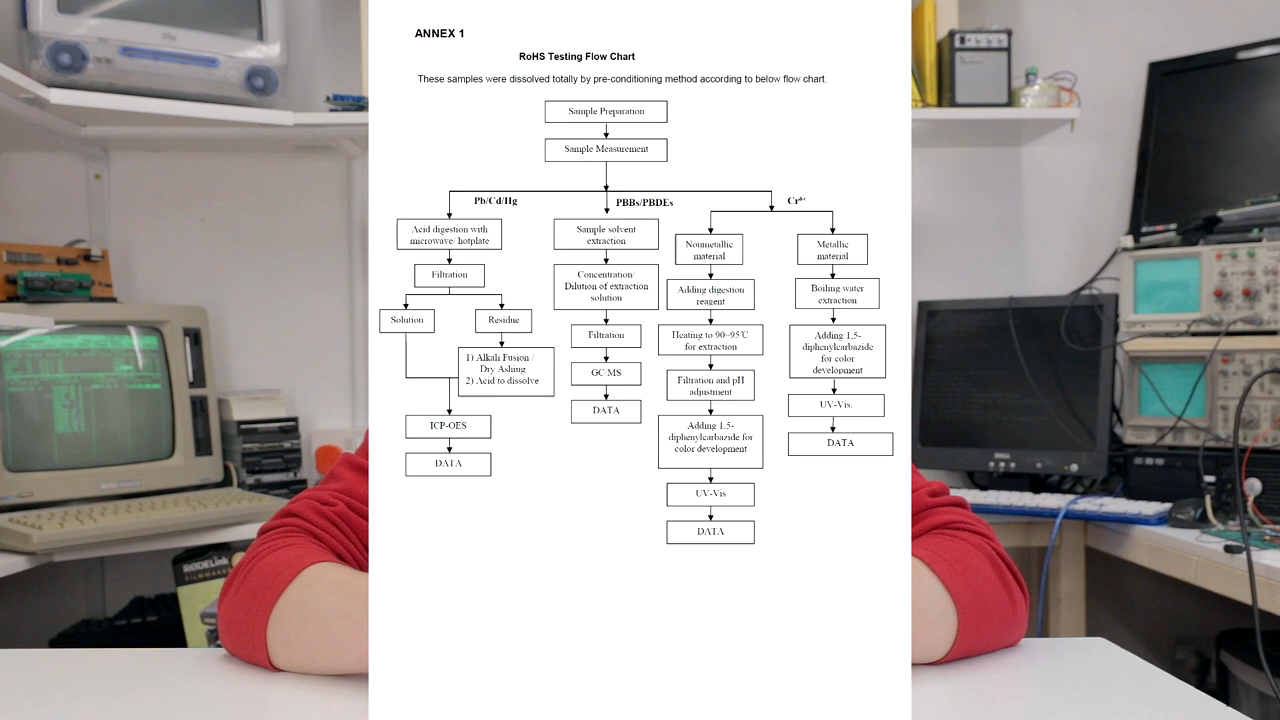 ANNEX 1
RoHS Testing Flow Chart
These samples were dissolved totally by pre-conditioning method according to below flow chart.
Sample Preparation
Sample Measurement
Pb/Cd/Hg
PBBs/PBDEs
Cr⁶⁺
Acid digestion with
microwave/ hotplate
Filtration
Solution
Residue
1) Alkali Fusion /
Dry Ashing
2) Acid to dissolve
ICP-OES
DATA
Sample solvent
extraction
Concentration/
Dilution of extraction
solution
Filtration
GC/MS
DATA
Nonmetallic
material
Adding digestion
reagent
Heating to 90~95℃
for extraction
Filtration and pH
adjustment
Adding 1,5-
diphenylcarbazide for
color development
UV-Vis
DATA
Metallic
material
Boiling water
extraction
Adding 1,5-
diphenylcarbazide
for color
development
UV-Vis.
DATA
RØDELink
FILMMAKER
DELL